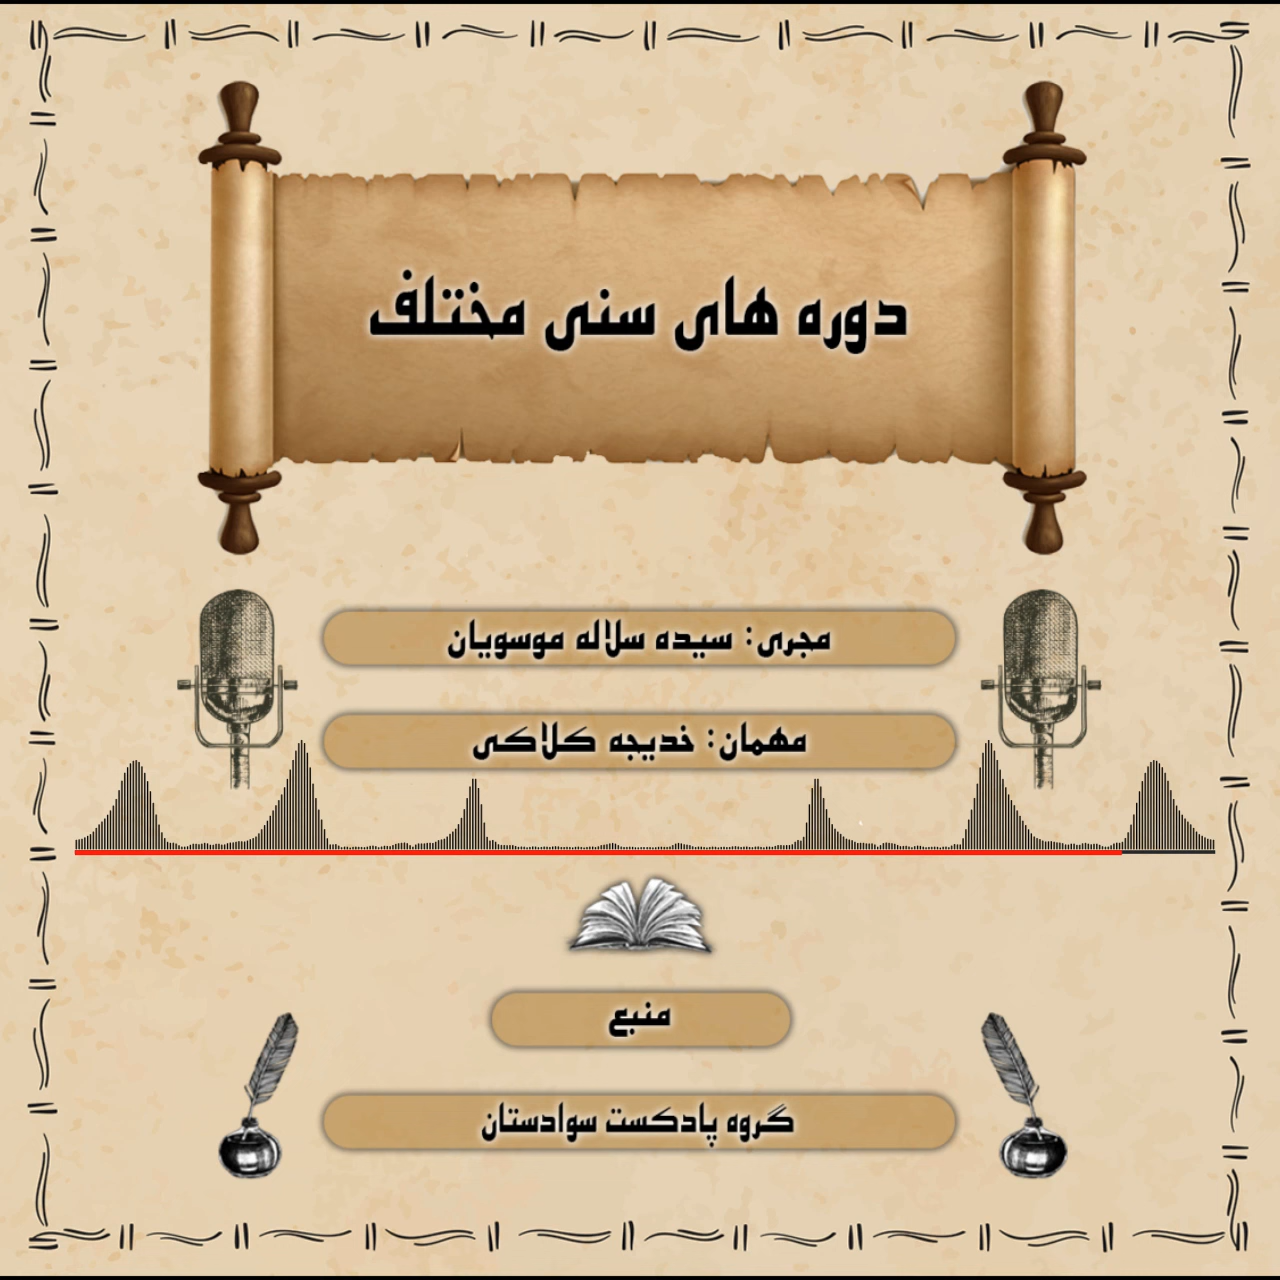 دوره های سنی مختلف
مجری: سیده سلاله موسویان
مهمان: خدیجه کلاکی
منبع
گروه پادکست سوادستان